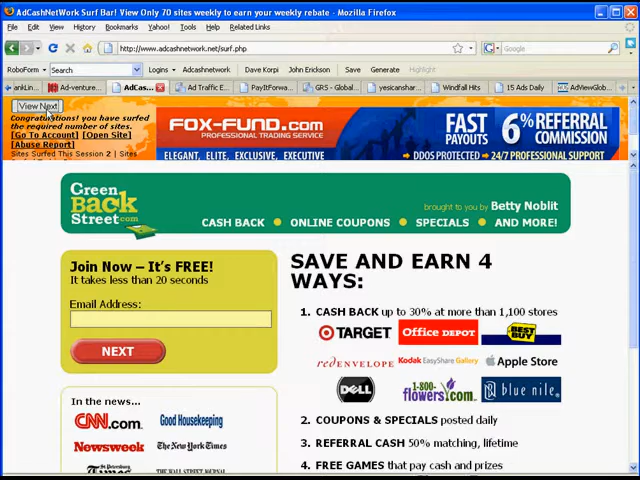 AdCashNetWork Surf Bar! View Only 70 sites weekly to earn your weekly rebate - Mozilla Firefox
File Edit View History Bookmarks Yahoo! Tools Help Related Links
http://www.adcashnetwork.net/surf.php
Google
RoboForm Search Logins Adcashnetwork Dave Korpi John Erickson Save Generate Highlight
Ad-venture... AdCas... Ad Traffic E... PayItForw... GRS - Global... yesicanshar... Windfall Hits 15 Ads Daily AdViewGlob...
View Next
Congratulations! you have surfed
the required number of sites.
[Go To Account] [Open Site]
[Abuse Report]
Sites Surfed This Session 2 | Sites
FOX-FUND.com
PROFESSIONAL TRADING SERVICE
ELEGANT, ELITE, EXCLUSIVE, EXECUTIVE
FAST
PAYOUTS
6% REFERRAL
COMMISSION
DDOS PROTECTED 24/7 PROFESSIONAL SUPPORT
Green
Back
Street.com
brought to you by Betty Noblit
CASH BACK ONLINE COUPONS SPECIALS AND MORE!
Join Now – It's FREE!
It takes less than 20 seconds
Email Address:
NEXT
In the news...
CNN.com Good Housekeeping
Newsweek The New York Times
St. Petersburg
Times THE WALL STREET JOURNAL
SAVE AND EARN 4
WAYS:
1. CASH BACK up to 30% at more than 1,100 stores
TARGET Office DEPOT BEST BUY
redENVELOPE Kodak EasyShare Gallery Apple Store
DELL 1-800-flowers.com blue nile
2. COUPONS & SPECIALS posted daily
3. REFERRAL CASH 50% matching, lifetime
4. FREE GAMES that pay cash and prizes